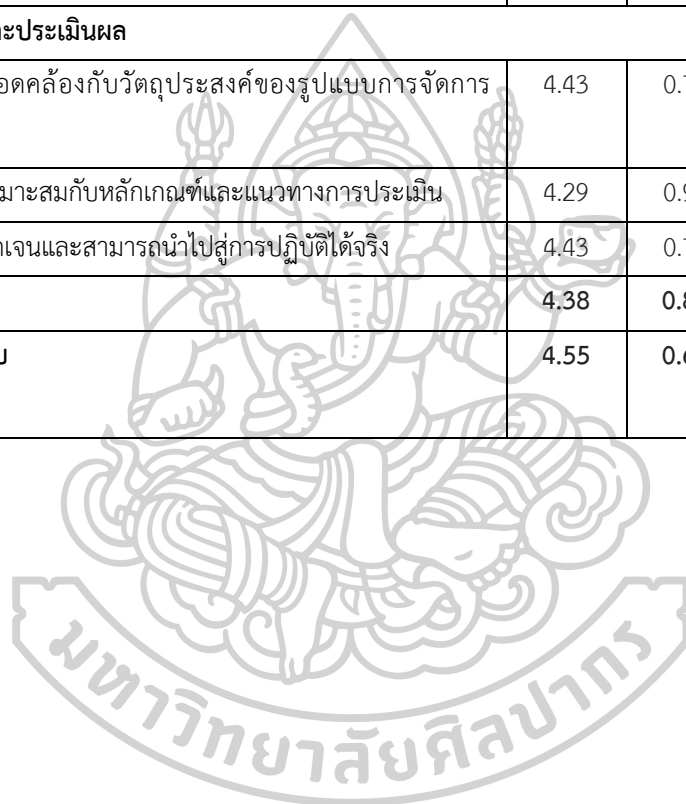 ะประเมินผล
อดคล้องกับวัตถุประสงค์ของรูปแบบการจัดการ 4.43
หมาะสมกับหลักเกณฑ์และแนวทางการประเมิน 4.29
เจนและสามารถนำไปสู่การปฏิบัติได้จริง 4.43
4.38
4.55
มหาวิทยาลัยศิลปากร